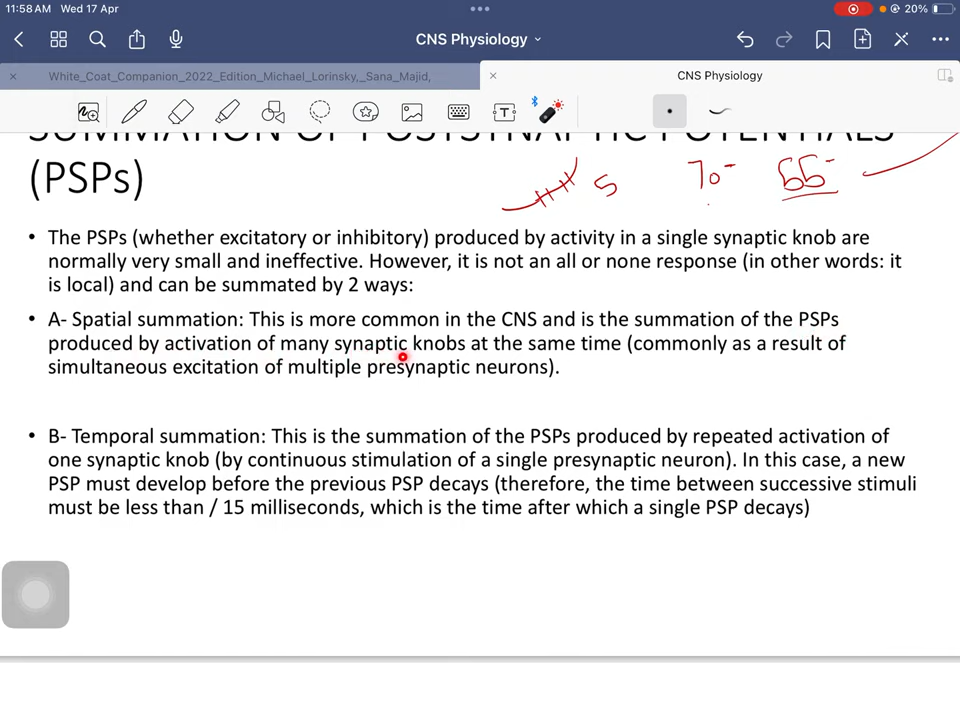 11:58 AM Wed 17 Apr
20%
CNS Physiology
White_Coat_Companion_2022_Edition_Michael_Lorinsky,_Sana_Majid,
CNS Physiology
SUMMATION OF POSTSYNAPTIC POTENTIALS
(PSPs)
5 70- 55-
• The PSPs (whether excitatory or inhibitory) produced by activity in a single synaptic knob are
normally very small and ineffective. However, it is not an all or none response (in other words: it
is local) and can be summated by 2 ways:
• A- Spatial summation: This is more common in the CNS and is the summation of the PSPs
produced by activation of many synaptic knobs at the same time (commonly as a result of
simultaneous excitation of multiple presynaptic neurons).
• B- Temporal summation: This is the summation of the PSPs produced by repeated activation of
one synaptic knob (by continuous stimulation of a single presynaptic neuron). In this case, a new
PSP must develop before the previous PSP decays (therefore, the time between successive stimuli
must be less than / 15 milliseconds, which is the time after which a single PSP decays)